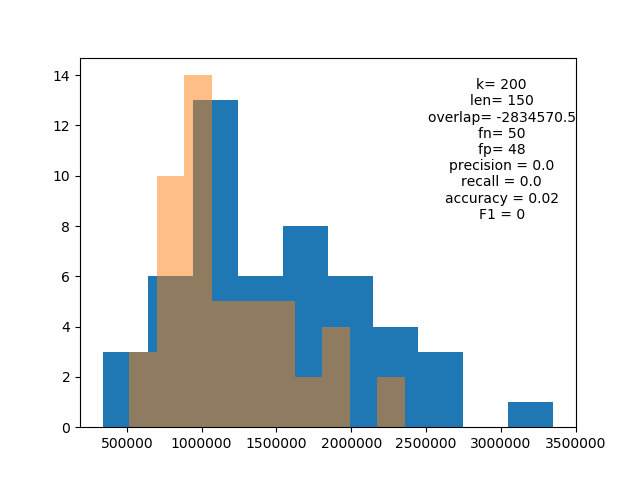 14
12
10
8
6
4
2
0
k= 200
len= 150
overlap= -2834570.5
fn= 50
fp= 48
precision = 0.0
recall = 0.0
accuracy = 0.02
F1 = 0
500000 1000000 1500000 2000000 2500000 3000000 3500000